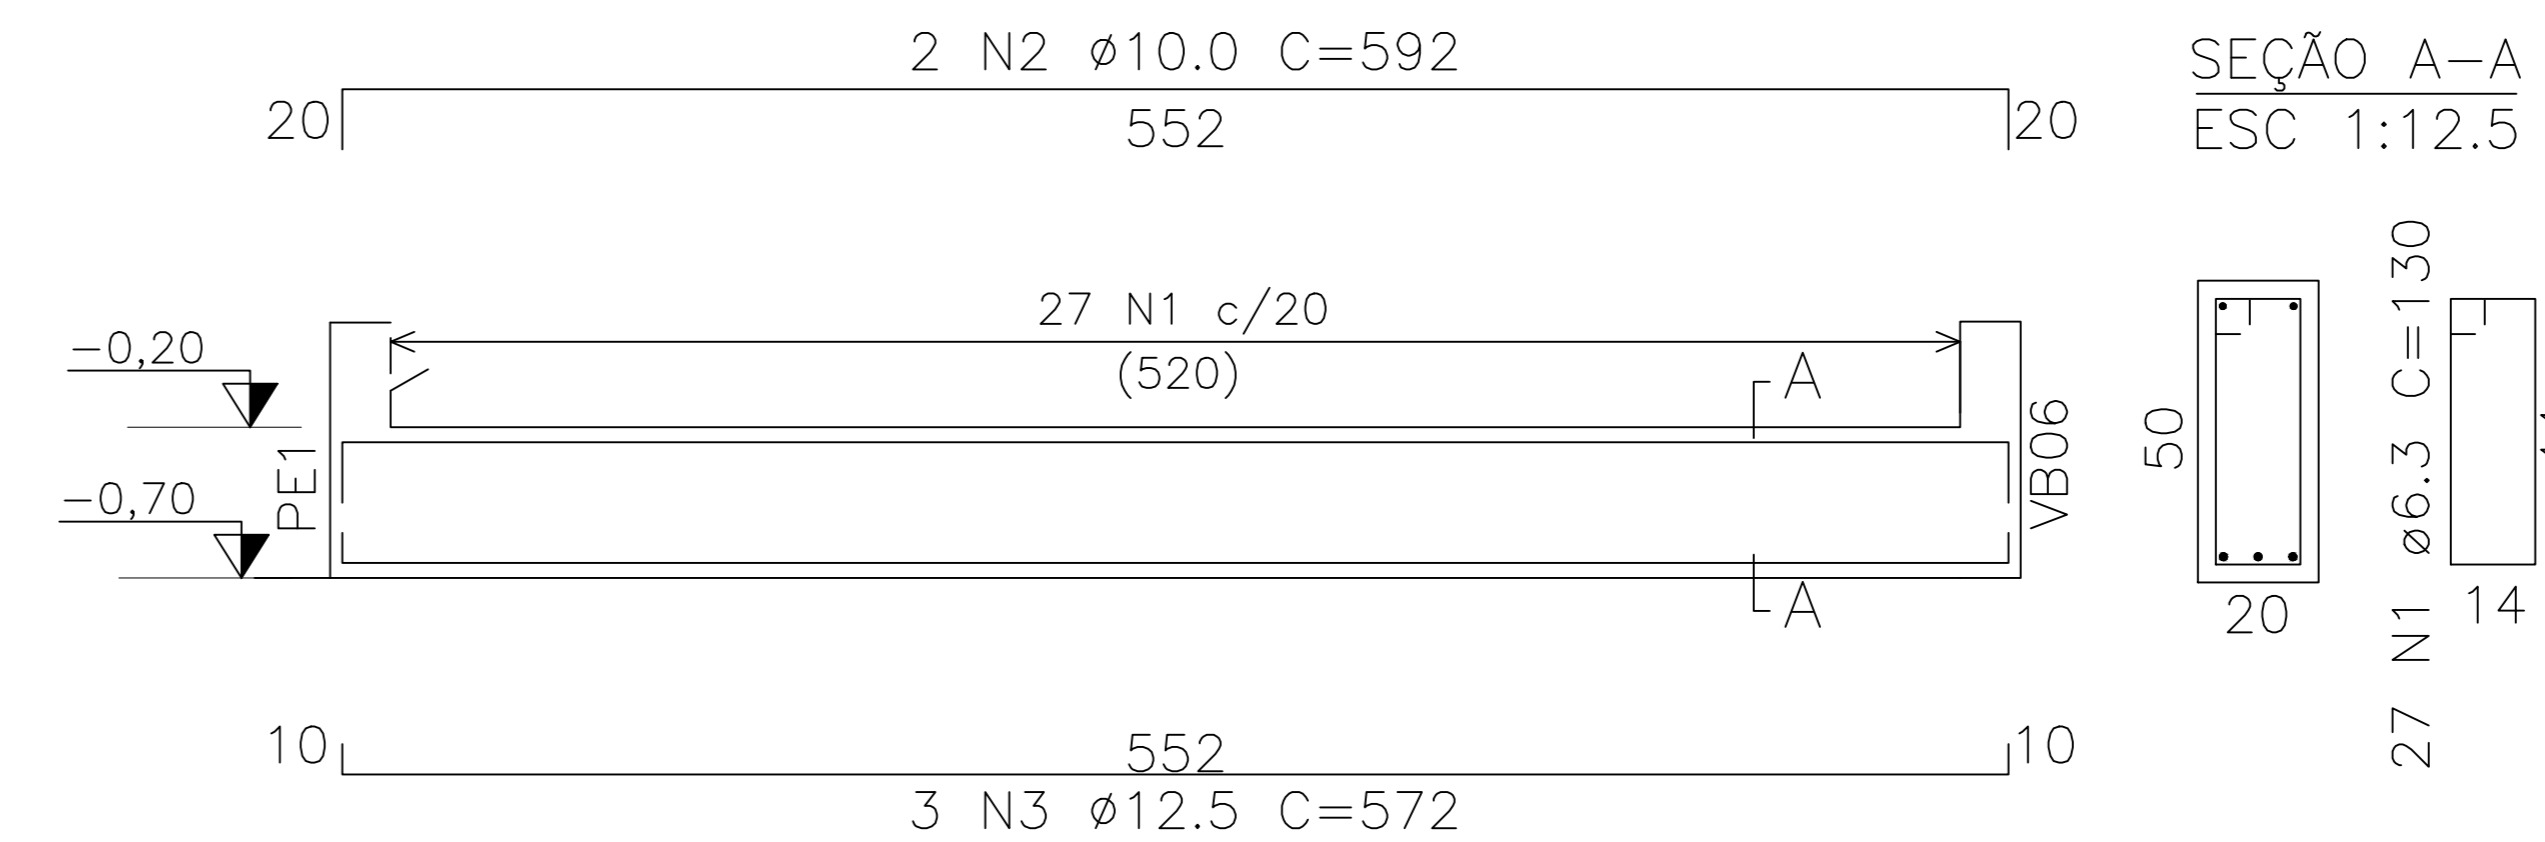 2 N2 ø10.0 C=592
20
552
20
SEÇÃO A-A
ESC 1:12.5
27 N1 c/20
(520)
-0,20
-0,70
PE1
A
A
VB06
50
20
27 N1 ø6.3 C=130
14
10
552
10
3 N3 ø12.5 C=572